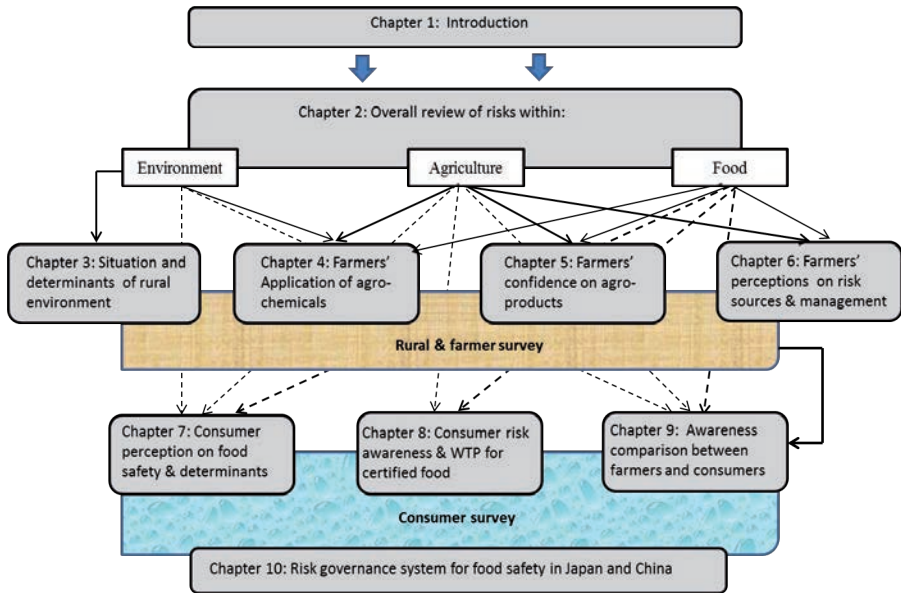 Chapter 1: Introduction
Chapter 2: Overall review of risks within:
Environment
Agriculture
Food
Chapter 3: Situation and
determinants of rural
environment
Chapter 4: Farmers'
Application of agro-
chemicals
Chapter 5: Farmers'
confidence on agro-
products
Chapter 6: Farmers'
perceptions on risk
sources & management
Rural & farmer survey
Chapter 7: Consumer
perception on food
safety & determinants
Chapter 8: Consumer risk
awareness & WTP for
certified food
Chapter 9: Awareness
comparison between
farmers and consumers
Consumer survey
Chapter 10: Risk governance system for food safety in Japan and China